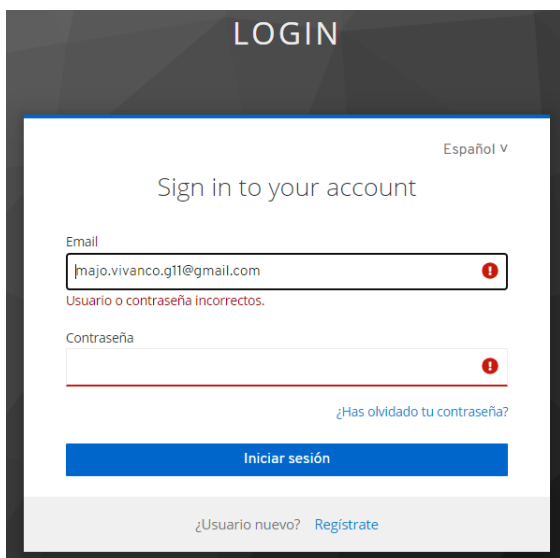 LOGIN
Español v
Sign in to your account
Email
majo.vivanco.g11@gmail.com
Usuario o contraseña incorrectos.
Contraseña
¿Has olvidado tu contraseña?
Iniciar sesión
¿Usuario nuevo? Regístrate